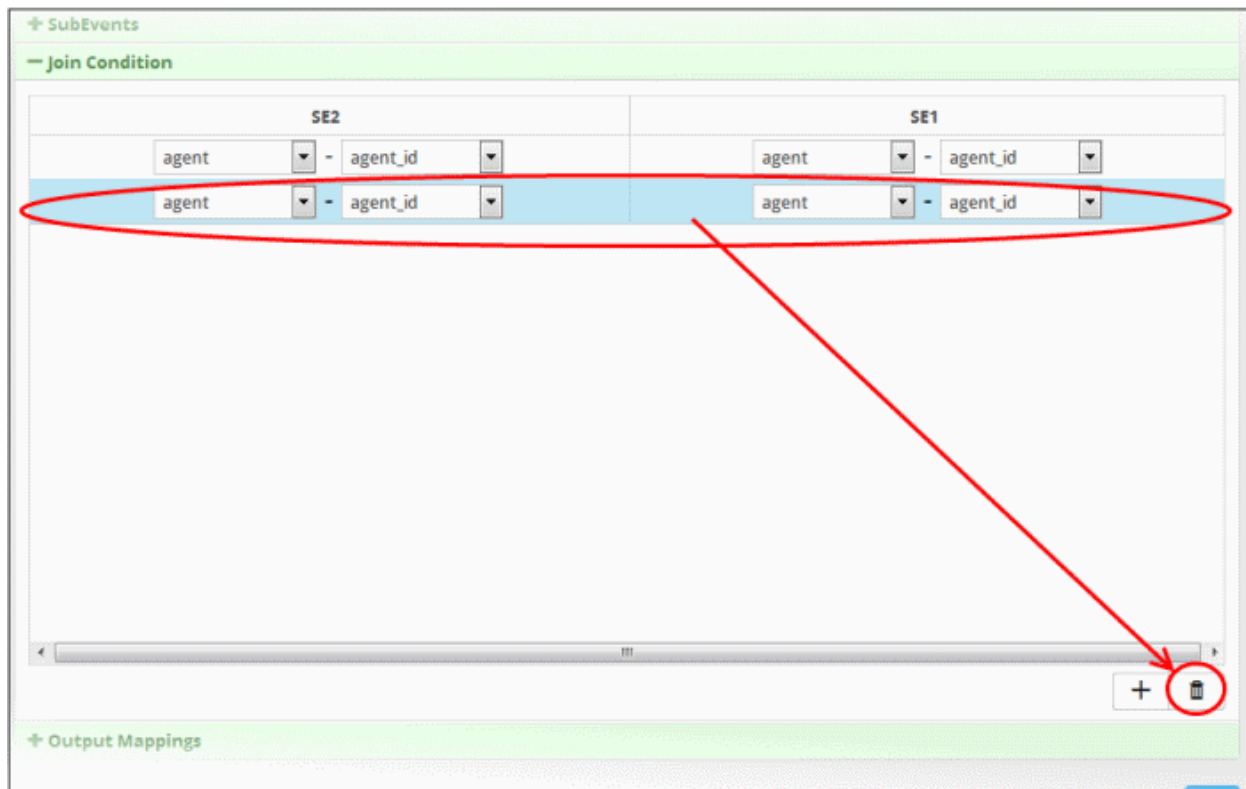 + SubEvents
− Join Condition
SE2 SE1
agent - agent_id agent - agent_id
agent - agent_id agent - agent_id
+ Output Mappings